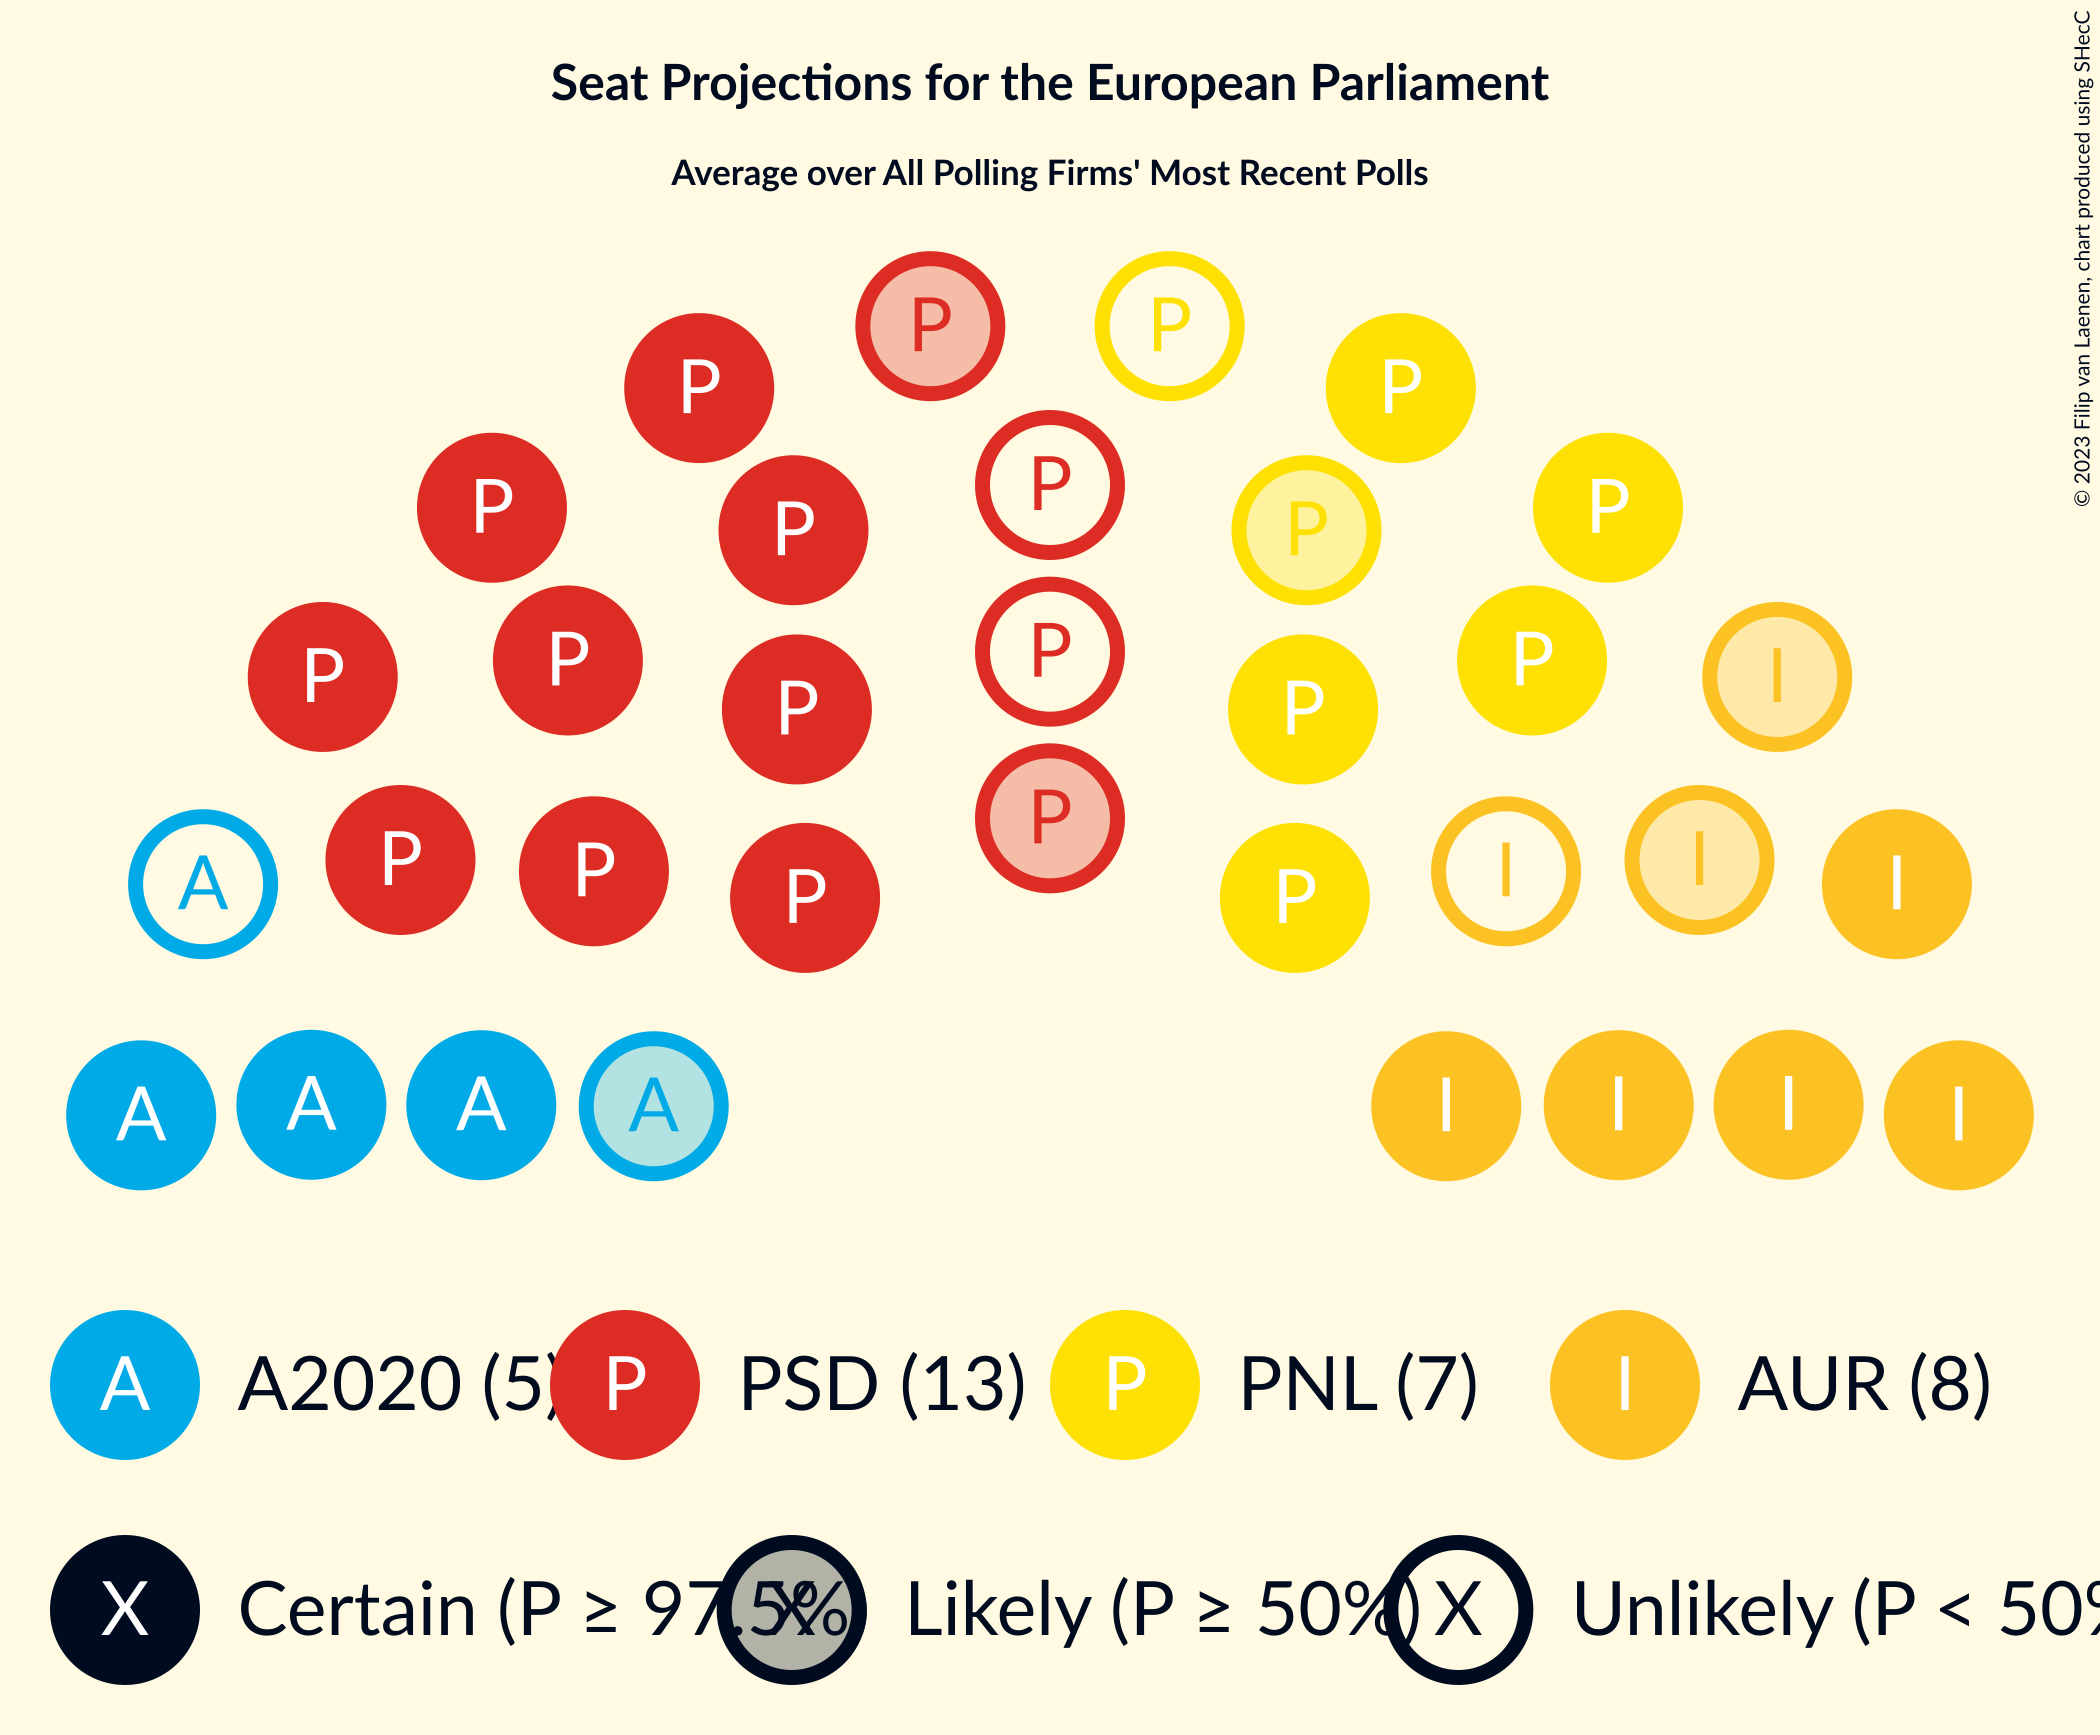 Seat Projections for the European Parliament
Average over All Polling Firms' Most Recent Polls
© 2023 Filip van Laenen, chart produced using SHecC
P P
P P
P P
P P P
P P
P I
P P P
P P
A P P P P P I I I
A A A A I I I I
A A2020 (5) P PSD (13) P PNL (7) I AUR (8)
X Certain (P ≥ 97.5% X Likely (P ≥ 50%) X Unlikely (P < 50%